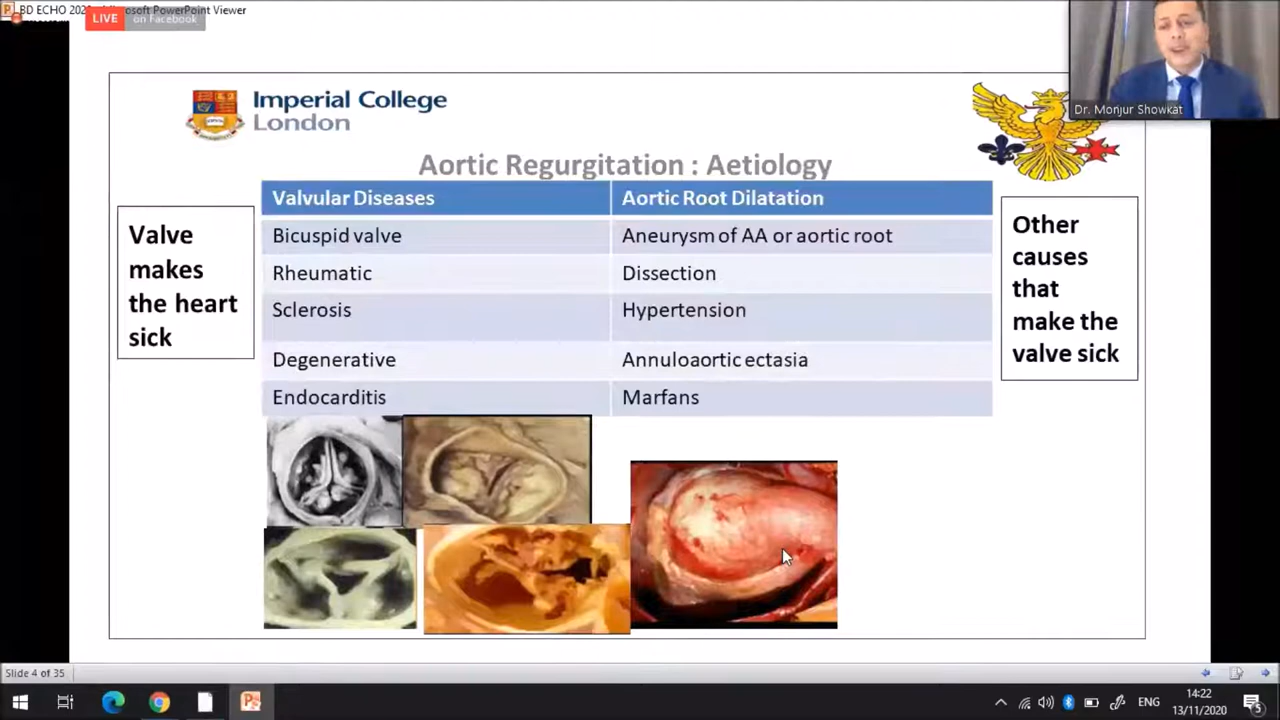 BD ECHO 202
osoft PowerPoint Viewer
LIVE on Facebook
Imperial College
London
Dr. Monjur Showkat
Aortic Regurgitation : Aetiology
Valve
makes
the heart
sick
Valvular Diseases Aortic Root Dilatation
Bicuspid valve Aneurysm of AA or aortic root
Rheumatic Dissection
Sclerosis Hypertension
Degenerative Annuloaortic ectasia
Endocarditis Marfans
Other
causes
that
make the
valve sick
Slide 4 of 35
ENG
14:22
13/11/2020
5